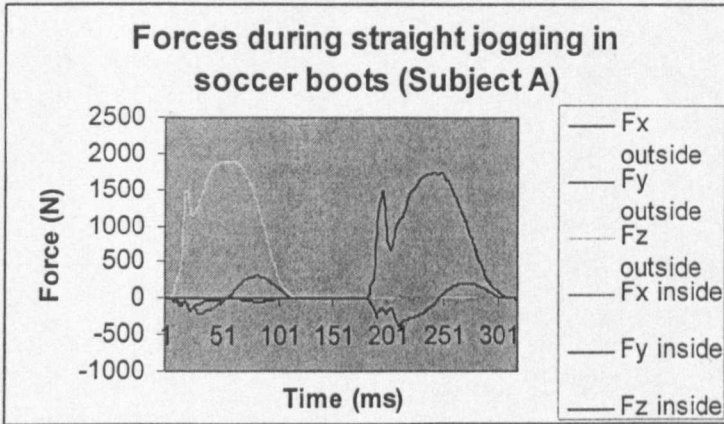 Forces during straight jogging in
soccer boots (Subject A)
2500
2000
1500
1000
500
0
-500
-1000
Force (N)
1 51 101 151 201 251 301
Time (ms)
Fx
outside
Fy
outside
Fz
outside
Fx inside
Fy inside
Fz inside